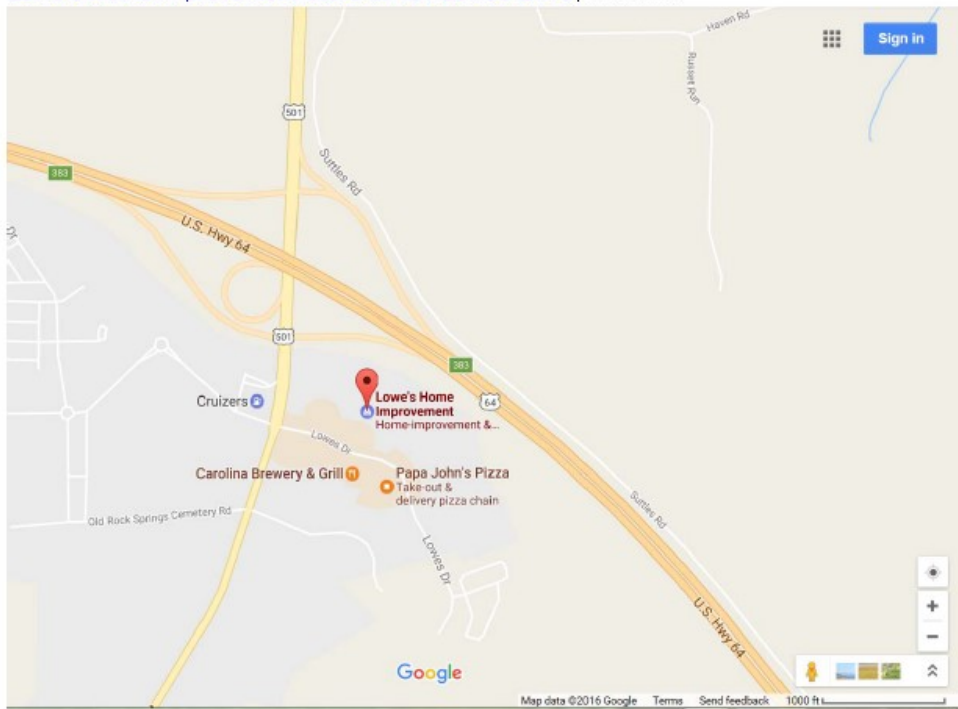 Haven Rd
Sign in
Russet Run
501
Suttles Rd
383
U.S. Hwy 64
Dr
501
383
Cruizers
Lowe's Home
Improvement
Home-improvement &...
64
Lowes Dr
Carolina Brewery & Grill
Papa John's Pizza
Take-out &
delivery pizza chain
Suttles Rd
Old Rock Springs Cemetery Rd
Lowes Dr
U.S. Hwy 64
Google
Map data ©2016 Google Terms Send feedback 1000 ft